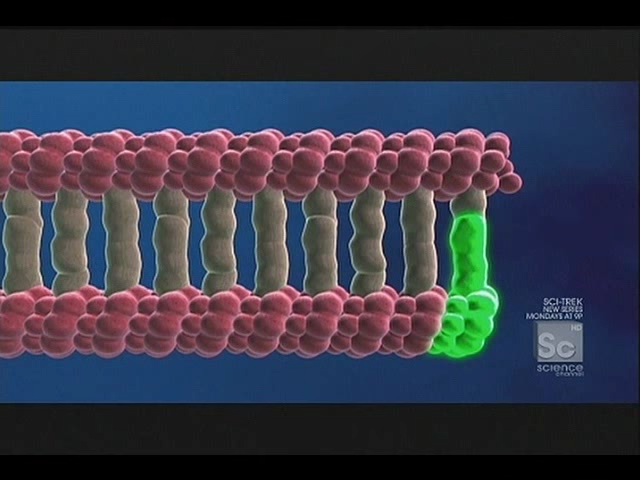 SCI-TREK
NEW SERIES
MONDAYS AT 9P
HD
Sc
science
channel